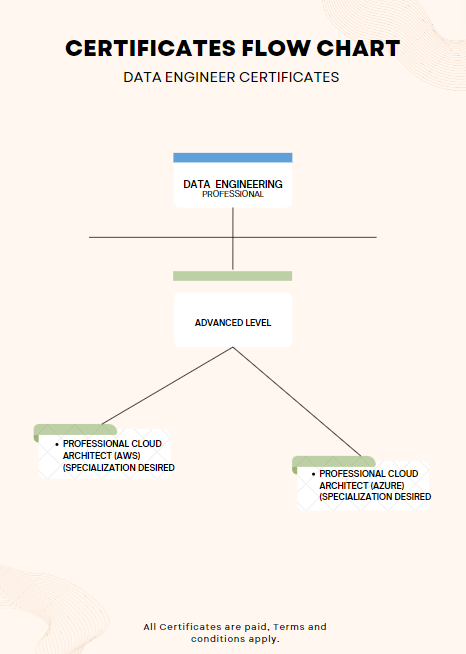 CERTIFICATES FLOW CHART
DATA ENGINEER CERTIFICATES
DATA ENGINEERING
PROFESSIONAL
ADVANCED LEVEL
• PROFESSIONAL CLOUD
ARCHITECT (AWS)
(SPECIALIZATION DESIRED
• PROFESSIONAL CLOUD
ARCHITECT (AZURE)
(SPECIALIZATION DESIRED
All Certificates are paid, Terms and
conditions apply.